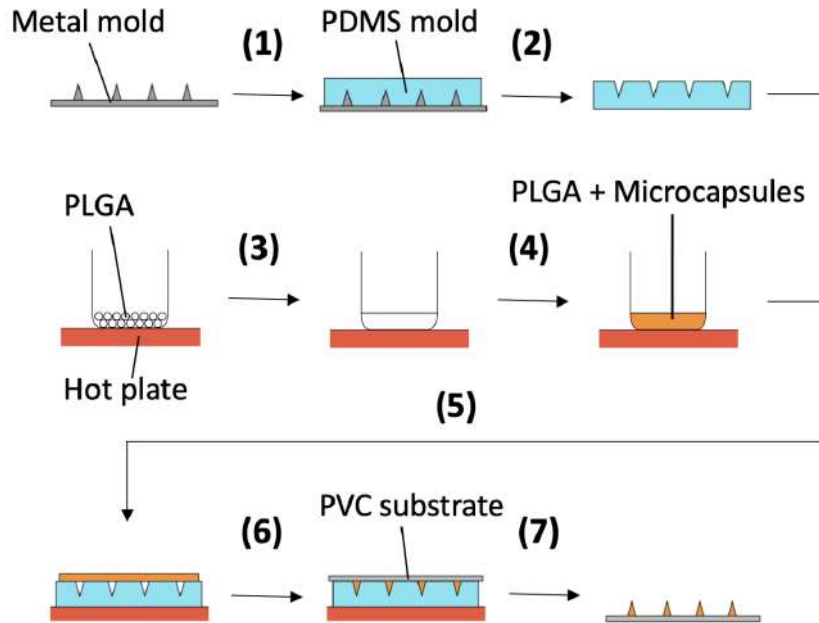 Metal mold
(1)
PDMS mold
(2)
PLGA
(3)
(4)
PLGA + Microcapsules
Hot plate
(5)
(6)
PVC substrate
(7)